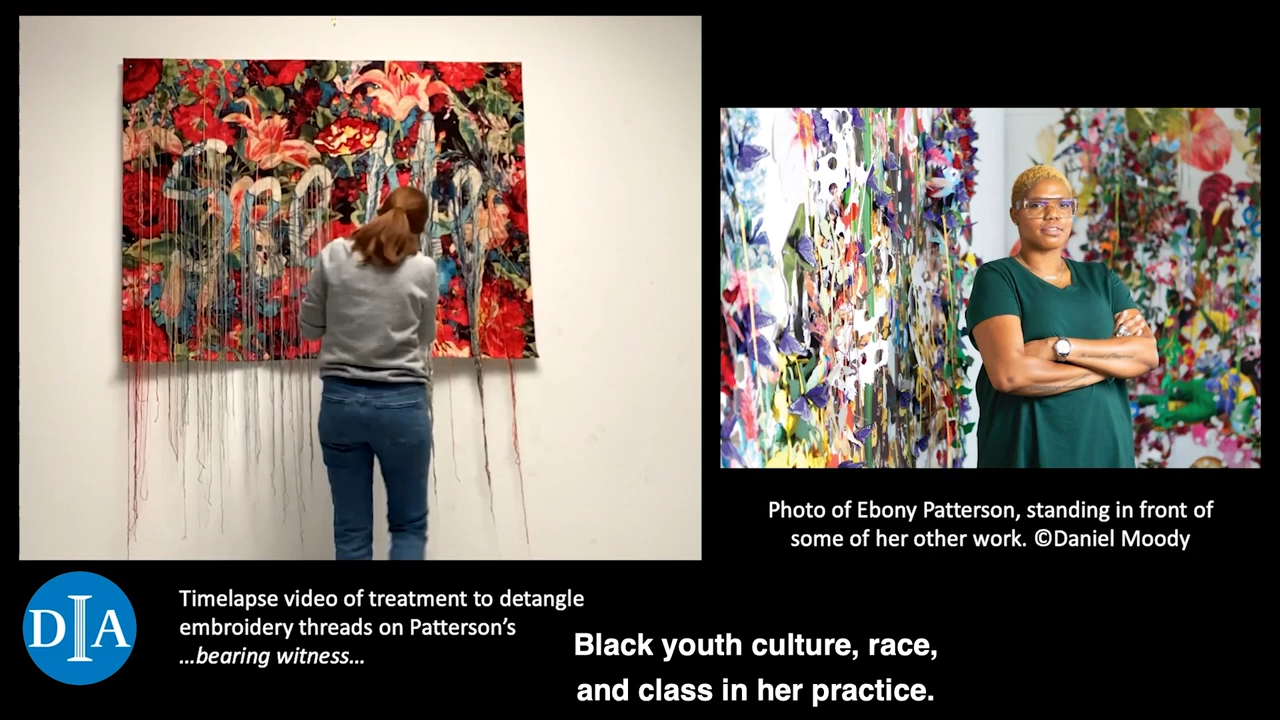 Photo of Ebony Patterson, standing in front of
some of her other work. ©Daniel Moody
DIA
Timelapse video of treatment to detangle
embroidery threads on Patterson’s
...bearing witness...
Black youth culture, race,
and class in her practice.